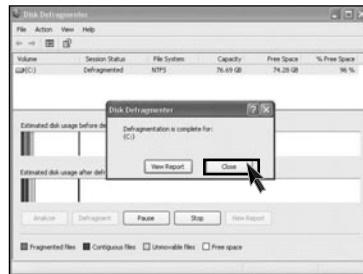 Disk Defragmenter
File Action View Help
Volume Session Status File System Capacity Free Space % Free Space
(C:) Defragmented NTFS 76.69 GB 74.28 GB 96 %
Estimated disk usage before de
Disk Defragmenter
Defragmentation is complete for:
(C:)
View Report Close
Estimated disk usage after defr
Analyze Defragment Pause Stop View Report
Fragmented files Contiguous files Unmovable files Free space